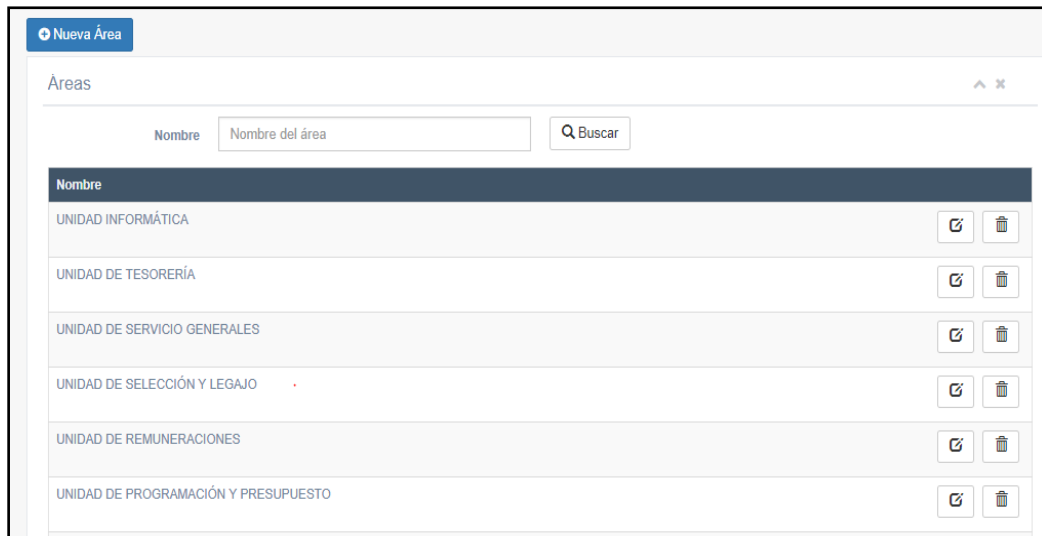 Nueva Área
Áreas
Nombre Nombre del área Buscar
Nombre
UNIDAD INFORMÁTICA
UNIDAD DE TESORERÍA
UNIDAD DE SERVICIO GENERALES
UNIDAD DE SELECCIÓN Y LEGAJO
UNIDAD DE REMUNERACIONES
UNIDAD DE PROGRAMACIÓN Y PRESUPUESTO